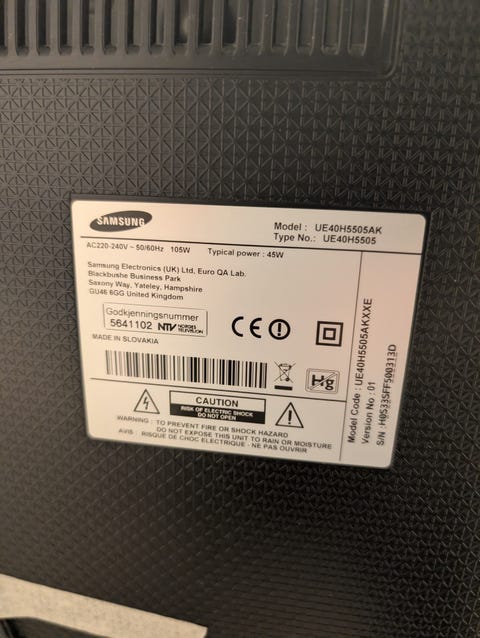 SAMSUNG
Model : UE40H5505AK
Type No.: UE40H5505
AC220-240V ~ 50/60Hz 105W Typical power : 45W
Samsung Electronics (UK) Ltd, Euro QA Lab.
Blackbushe Business Park
Saxony Way, Yateley, Hampshire
GU46 6GG United Kingdom
Godkjenningsnummer
5641102 NTV NORGES TELEVISION
CE
MADE IN SLOVAKIA
Hg
CAUTION
RISK OF ELECTRIC SHOCK
DO NOT OPEN
WARNING : TO PREVENT FIRE OR SHOCK HAZARD
DO NOT EXPOSE THIS UNIT TO RAIN OR MOISTURE
AVIS : RISQUE DE CHOC ELECTRIQUE - NE PAS OUVRIR
Model Code : UE40H5505AKXXE
Version No : 01
S/N :H0S33SFF500313D